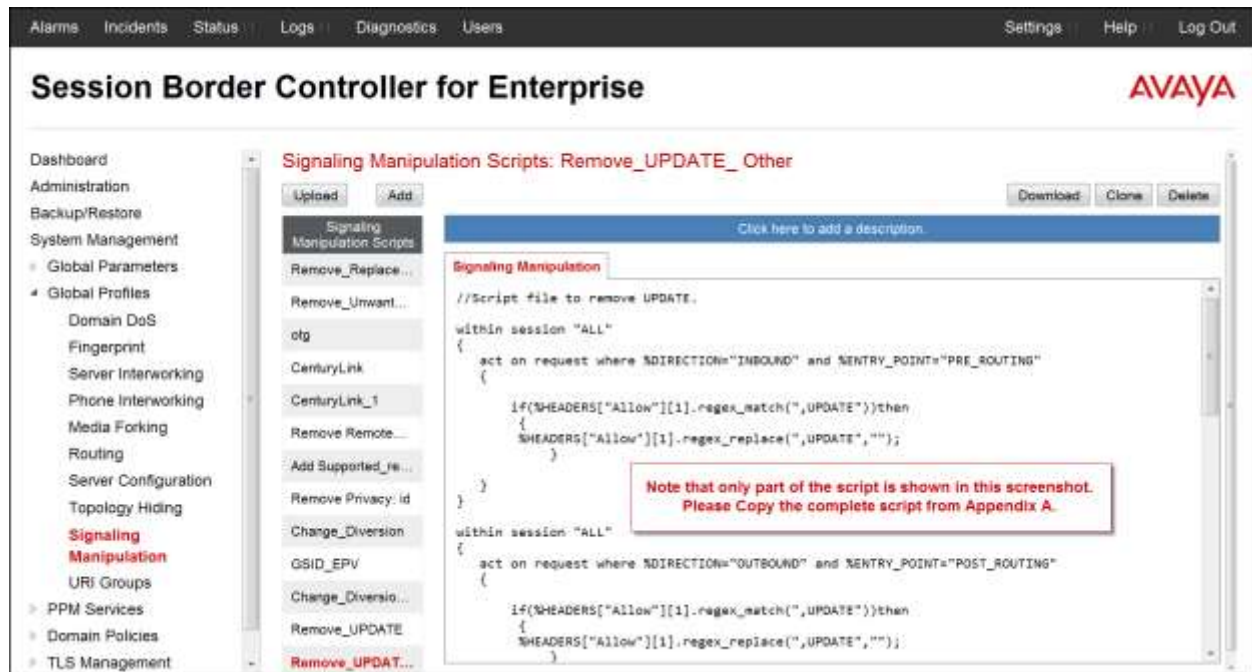 Alarms Incidents Status Logs Diagnostics Users Settings Help Log Out
Session Border Controller for Enterprise
AVAYA
Dashboard
Administration
Backup/Restore
System Management
Global Parameters
Global Profiles
Domain DoS
Fingerprint
Server Interworking
Phone Interworking
Media Forking
Routing
Server Configuration
Topology Hiding
Signaling
Manipulation
URI Groups
PPM Services
Domain Policies
TLS Management
Signaling Manipulation Scripts: Remove_UPDATE_ Other
Upload Add Download Clone Delete
Signaling
Manipulation Scripts
Remove_Replace...
Remove_Unwant...
otg
CenturyLink
CenturyLink_1
Remove Remote...
Add Supported_re...
Remove Privacy: id
Change_Diversion
GSID_EPV
Change_Diversio...
Remove_UPDATE
Remove_UPDAT...
Click here to add a description.
Signaling Manipulation
//Script file to remove UPDATE.
within session "ALL"
{
act on request where %DIRECTION="INBOUND" and %ENTRY_POINT="PRE_ROUTING"
{
if(%HEADERS["Allow"][1].regex_match(",UPDATE"))then
{
%HEADERS["Allow"][1].regex_replace(",UPDATE","");
}
}
}
within session "ALL"
{
act on request where %DIRECTION="OUTBOUND" and %ENTRY_POINT="POST_ROUTING"
{
if(%HEADERS["Allow"][1].regex_match(",UPDATE"))then
{
%HEADERS["Allow"][1].regex_replace(",UPDATE","");
}
Note that only part of the script is shown in this screenshot.
Please Copy the complete script from Appendix A.